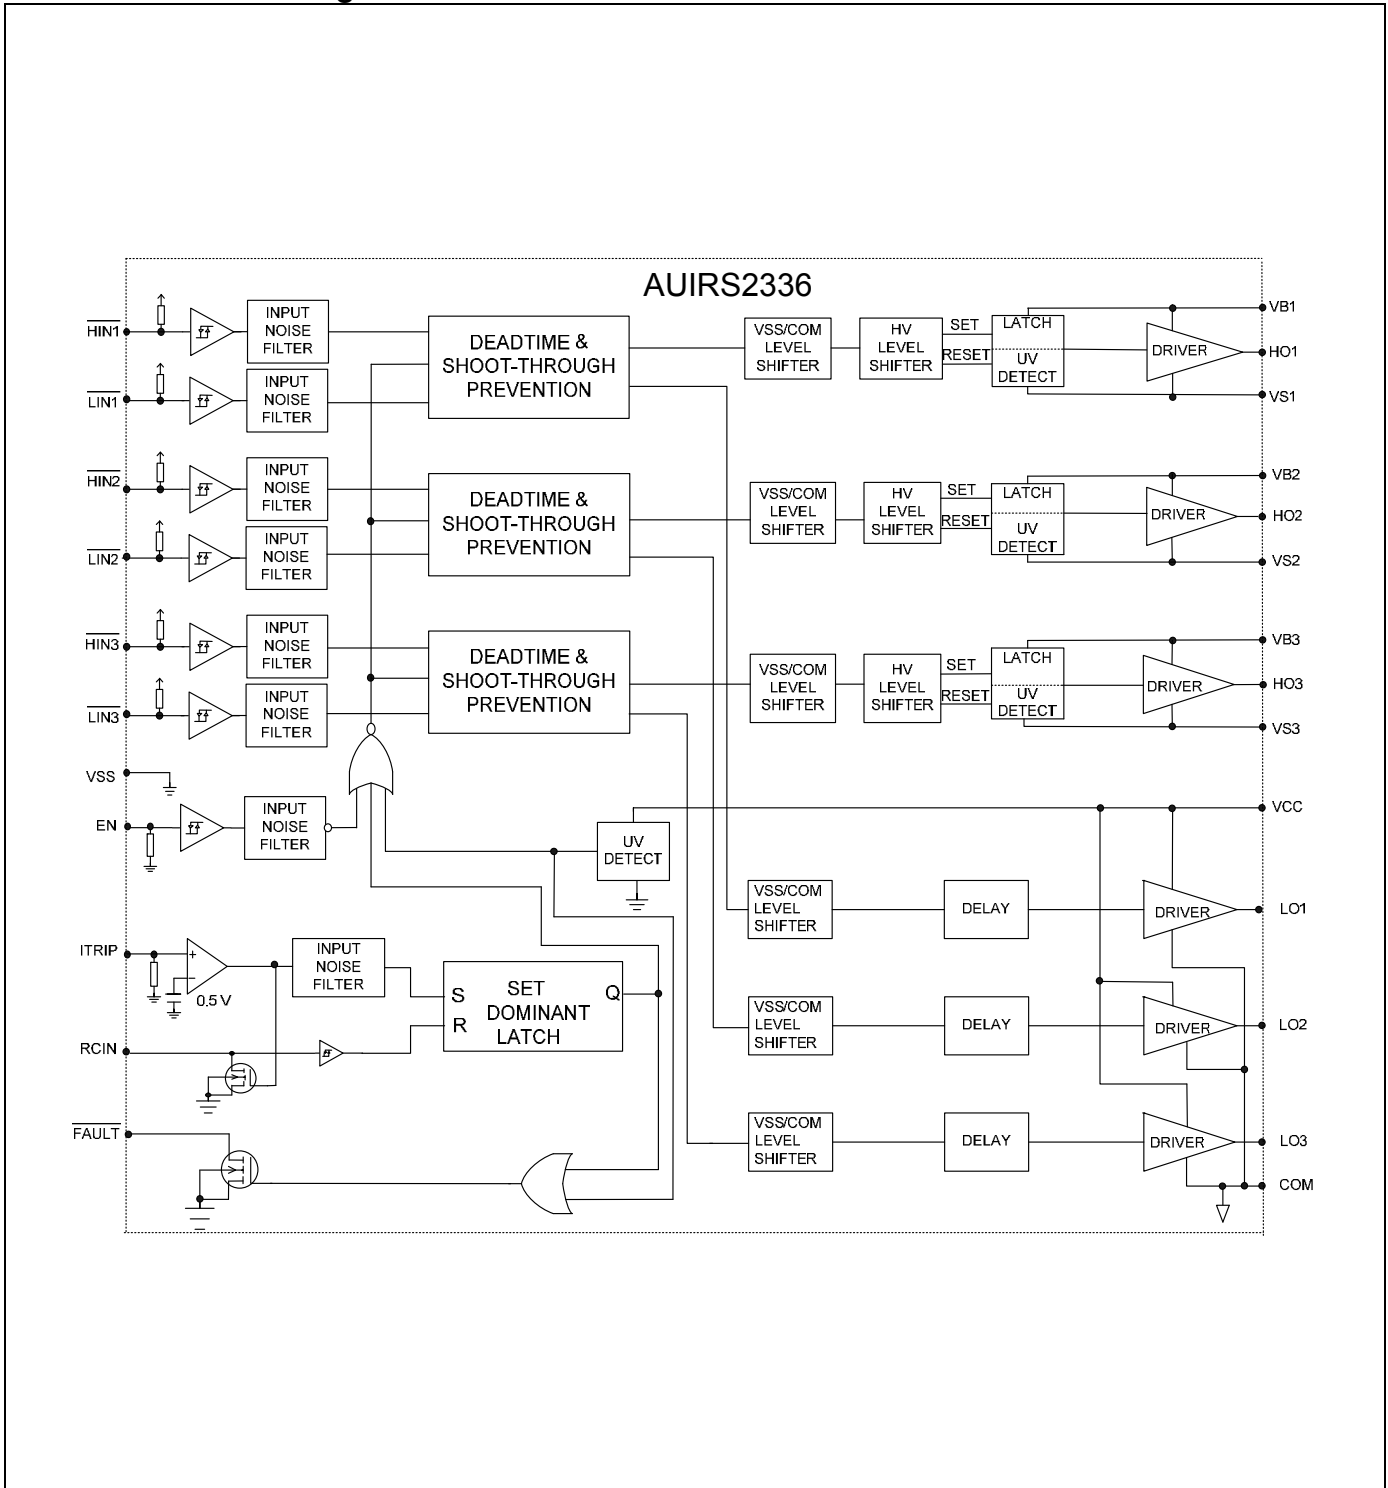 AUIRS2336
HIN1
INPUT
NOISE
FILTER
LIN1
INPUT
NOISE
FILTER
DEADTIME &
SHOOT-THROUGH
PREVENTION
VSS/COM
LEVEL
SHIFTER
HV
LEVEL
SHIFTER
SET
RESET
LATCH
UV
DETECT
DRIVER
VB1
HO1
VS1
HIN2
INPUT
NOISE
FILTER
LIN2
INPUT
NOISE
FILTER
DEADTIME &
SHOOT-THROUGH
PREVENTION
VSS/COM
LEVEL
SHIFTER
HV
LEVEL
SHIFTER
SET
RESET
LATCH
UV
DETECT
DRIVER
VB2
HO2
VS2
HIN3
INPUT
NOISE
FILTER
LIN3
INPUT
NOISE
FILTER
DEADTIME &
SHOOT-THROUGH
PREVENTION
VSS/COM
LEVEL
SHIFTER
HV
LEVEL
SHIFTER
SET
RESET
LATCH
UV
DETECT
DRIVER
VB3
HO3
VS3
VSS
EN
INPUT
NOISE
FILTER
UV
DETECT
VCC
VSS/COM
LEVEL
SHIFTER
DELAY
DRIVER
LO1
ITRIP
+
−
0.5 V
INPUT
NOISE
FILTER
S
R
SET
DOMINANT
LATCH
Q
RCIN
VSS/COM
LEVEL
SHIFTER
DELAY
DRIVER
LO2
FAULT
VSS/COM
LEVEL
SHIFTER
DELAY
DRIVER
LO3
COM